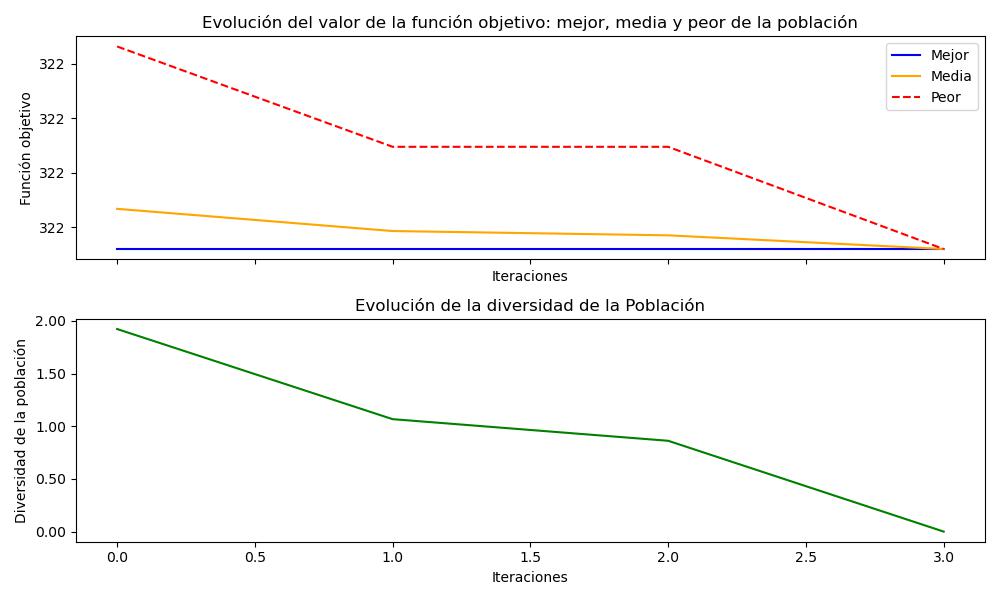 Evolución del valor de la función objetivo: mejor, media y peor de la población
Función objetivo
322
322
322
322
Mejor
Media
Peor
Iteraciones
Evolución de la diversidad de la Población
Diversidad de la población
2.00
1.50
1.00
0.50
0.00
0.0 0.5 1.0 1.5 2.0 2.5 3.0
Iteraciones